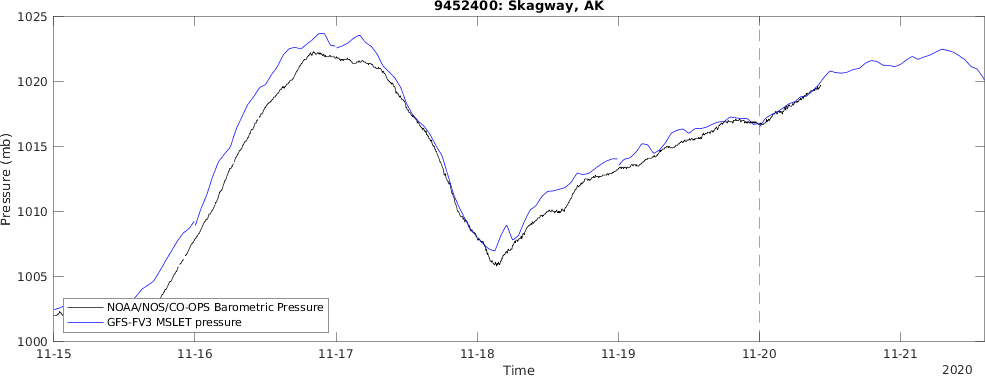 9452400: Skagway, AK
1025
1020
1015
1010
1005
1000
Pressure (mb)
NOAA/NOS/CO-OPS Barometric Pressure
GFS-FV3 MSLET pressure
11-15
11-16
11-17
11-18
11-19
11-20
11-21
Time
2020